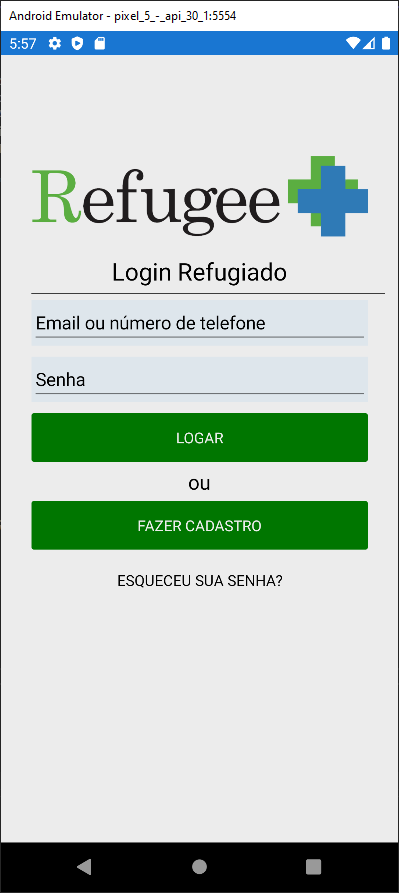 Android Emulator - pixel_5_-_api_30_1:5554
5:57
Refugee
Login Refugiado
Email ou número de telefone
Senha
LOGAR
ou
FAZER CADASTRO
ESQUECEU SUA SENHA?